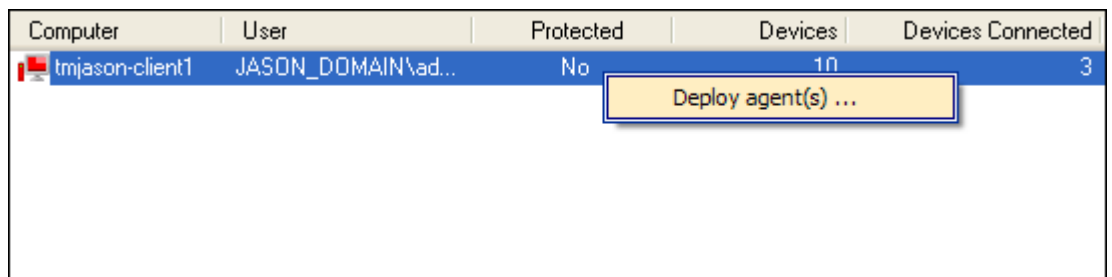 Computer User Protected Devices Devices Connected
tmjason-client1 JASON_DOMAIN\ad... No 10 3
Deploy agent(s) ...